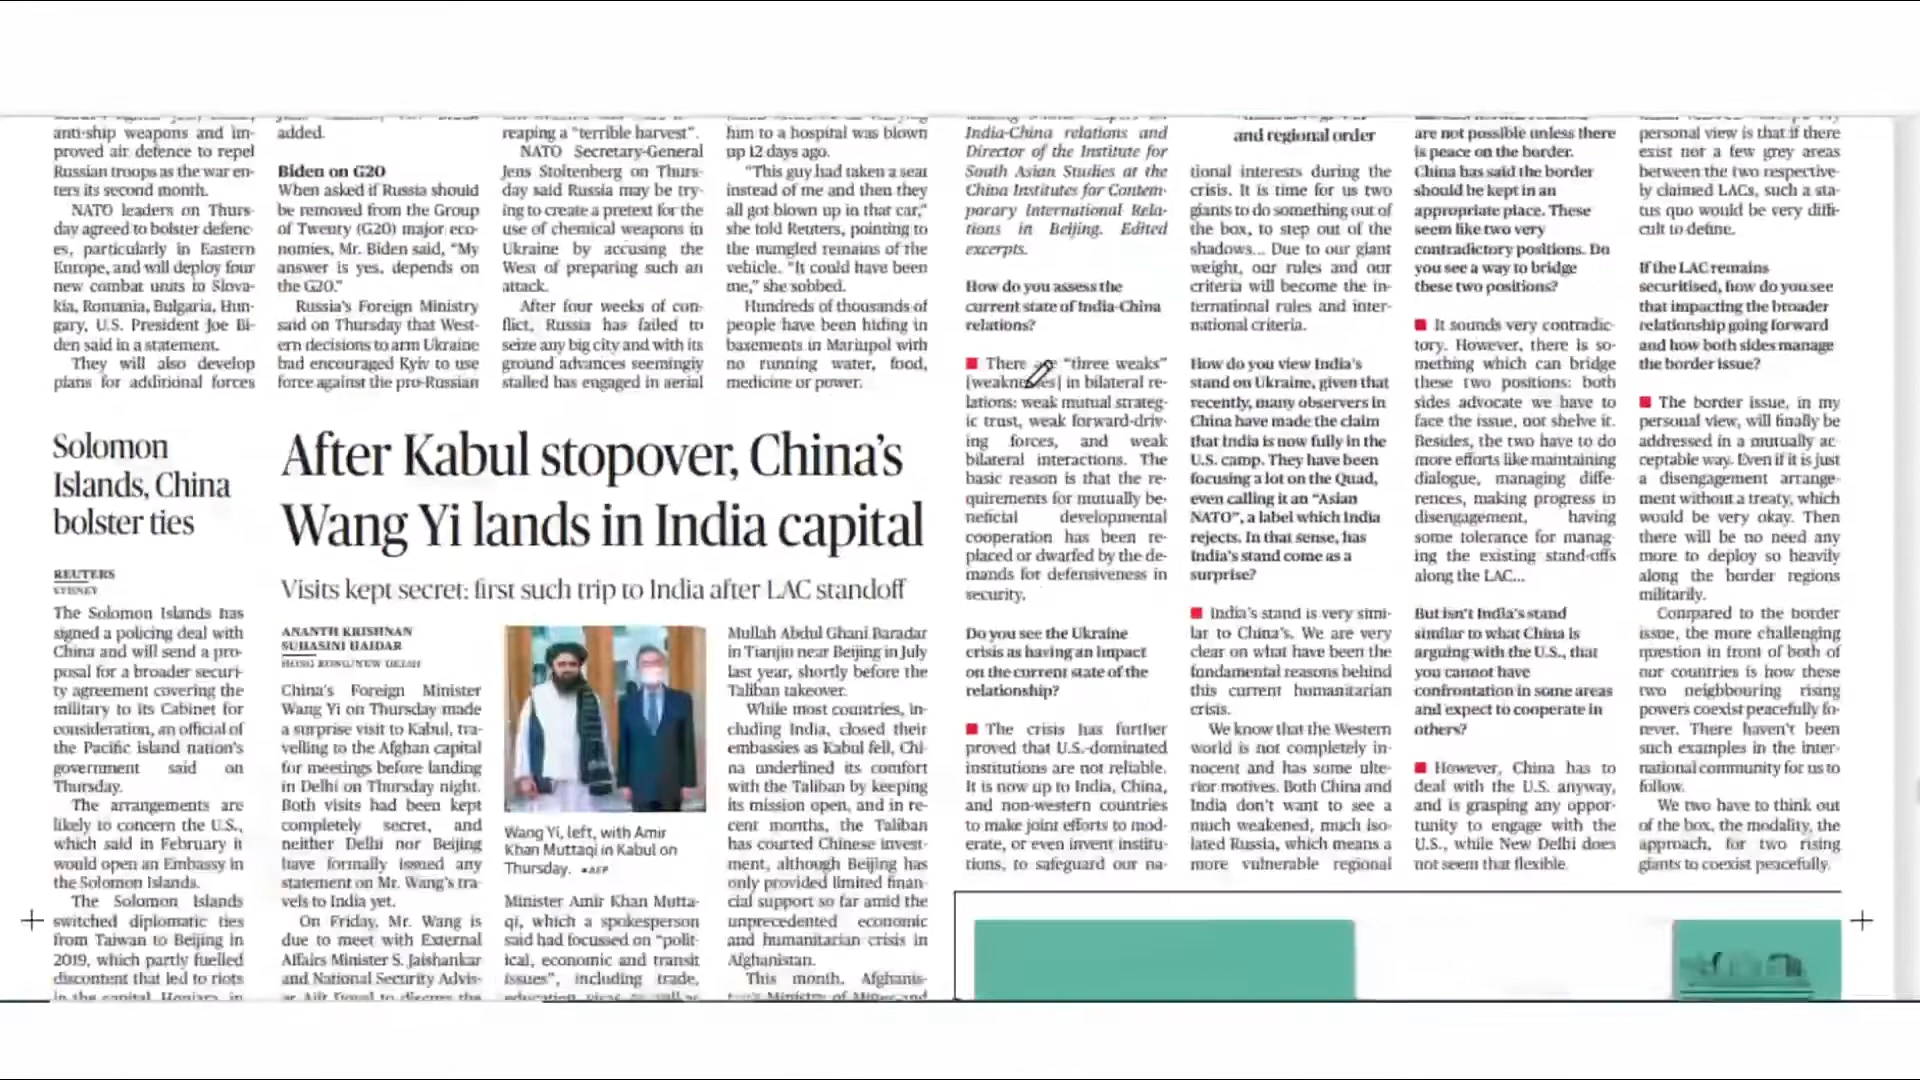 anti-ship weapons and im-
proved air defence to repel
Russian troops as the war en-
ters its second month.
NATO leaders on Thurs-
day agreed to bolster defenc-
es, particularly in Eastern
Europe, and will deploy four
new combat units in Slova-
kia, Romania, Bulgaria, Hun-
gary, U.S. President Joe Bi-
den said in a statement.
They will also develop
plans for additional forces
added.
Biden on G20
When asked if Russia should
be removed from the Group
of Twenty (G20) major eco-
nomies, Mr. Biden said, “My
answer is yes, depends on
the G20.”
Russia’s Foreign Ministry
said on Thursday that West-
ern decisions to arm Ukraine
had encouraged Kyiv to use
force against the pro-Russian
reaping a “terrible harvest”.
NATO Secretary-General
Jens Stoltenberg on Thurs-
day said Russia may be try-
ing to create a pretext for the
use of chemical weapons in
Ukraine by accusing the
West of preparing such an
attack.
After four weeks of con-
flict, Russia has failed to
seize any big city and with its
ground advances seemingly
stalled has engaged in aerial
him to a hospital was blown
up 12 days ago.
“This guy had taken a seat
instead of me and then they
all got blown up in that car,”
she told Reuters, pointing to
the mangled remains of the
vehicle. “It could have been
me,” she sobbed.
Hundreds of thousands of
people have been hiding in
basements in Mariupol with
no running water, food,
medicine or power.
Solomon
Islands, China
bolster ties
REUTERS
SYDNEY
The Solomon Islands has
signed a policing deal with
China and will send a pro-
posal for a broader securi-
ty agreement covering the
military to its Cabinet for
consideration, an official of
the Pacific island nation’s
government said on
Thursday.
The arrangements are
likely to concern the U.S.,
which said in February it
would open an Embassy in
the Solomon Islands.
The Solomon Islands
switched diplomatic ties
from Taiwan to Beijing in
2019, which partly fuelled
discontent that led to riots
in the capital Honiara in
After Kabul stopover, China’s
Wang Yi lands in India capital
Visits kept secret: first such trip to India after LAC standoff
ANANTH KRISHNAN
SUHASINI HAIDAR
HONG KONG/NEW DELHI
China’s Foreign Minister
Wang Yi on Thursday made
a surprise visit to Kabul, tra-
velling to the Afghan capital
for meetings before landing
in Delhi on Thursday night.
Both visits had been kept
completely secret, and
neither Delhi nor Beijing
have formally issued any
statement on Mr. Wang’s tra-
vels to India yet.
On Friday, Mr. Wang is
due to meet with External
Affairs Minister S. Jaishankar
and National Security Advis-
er Ajit Doval to discuss the
Wang Yi, left, with Amir
Khan Muttaqi in Kabul on
Thursday. •AFP
Minister Amir Khan Mutta-
qi, which a spokesperson
said had focussed on “polit-
ical, economic and transit
issues”, including trade,
Mullah Abdul Ghani Baradar
in Tianjin near Beijing in July
last year, shortly before the
Taliban takeover.
While most countries, in-
cluding India, closed their
embassies as Kabul fell, Chi-
na underlined its comfort
with the Taliban by keeping
its mission open, and in re-
cent months, the Taliban
has courted Chinese invest-
ment, although Beijing has
only provided limited finan-
cial support so far amid the
unprecedented economic
and humanitarian crisis in
Afghanistan.
This month, Afghanis-
tan’s Ministry of Mines and
India-China relations and
Director of the Institute for
South Asian Studies at the
China Institutes for Contem-
porary International Rela-
tions in Beijing. Edited
excerpts.
How do you assess the
current state of India-China
relations?
There “three weaks”
[weaknesses] in bilateral re-
lations: weak mutual strateg-
ic trust, weak forward-driv-
ing forces, and weak
bilateral interactions. The
basic reason is that the re-
quirements for mutually be-
neficial developmental
cooperation has been re-
placed or dwarfed by the de-
mands for defensiveness in
security.
Do you see the Ukraine
crisis as having an impact
on the current state of the
relationship?
The crisis has further
proved that U.S.-dominated
institutions are not reliable.
It is now up to India, China,
and non-western countries
to make joint efforts to mod-
erate, or even invent institu-
tions, to safeguard our na-
and regional order
tional interests during the
crisis. It is time for us two
giants to do something out of
the box, to step out of the
shadows... Due to our giant
weight, our rules and our
criteria will become the in-
ternational rules and inter-
national criteria.
How do you view India’s
stand on Ukraine, given that
recently, many observers in
China have made the claim
that India is now fully in the
U.S. camp. They have been
focusing a lot on the Quad,
even calling it an “Asian
NATO”, a label which India
rejects. In that sense, has
India’s stand come as a
surprise?
India’s stand is very simi-
lar to China’s. We are very
clear on what have been the
fundamental reasons behind
this current humanitarian
crisis.
We know that the Western
world is not completely in-
nocent and has some ulte-
rior motives. Both China and
India don’t want to see a
much weakened, much iso-
lated Russia, which means a
more vulnerable regional
are not possible unless there
is peace on the border.
China has said the border
should be kept in an
appropriate place. These
seem like two very
contradictory positions. Do
you see a way to bridge
these two positions?
It sounds very contradic-
tory. However, there is so-
mething which can bridge
these two positions: both
sides advocate we have to
face the issue, not shelve it.
Besides, the two have to do
more efforts like maintaining
dialogue, managing diffe-
rences, making progress in
disengagement, having
some tolerance for manag-
ing the existing stand-offs
along the LAC...
But isn’t India’s stand
similar to what China is
arguing with the U.S., that
you cannot have
confrontation in some areas
and expect to cooperate in
others?
However, China has to
deal with the U.S. anyway,
and is grasping any oppor-
tunity to engage with the
U.S., while New Delhi does
not seem that flexible.
personal view is that if there
exist not a few grey areas
between the two respective-
ly claimed LACs, such a sta-
tus quo would be very diffi-
cult to define.
If the LAC remains
securitised, how do you see
that impacting the broader
relationship going forward
and how both sides manage
the border issue?
The border issue, in my
personal view, will finally be
addressed in a mutually ac-
ceptable way. Even if it is just
a disengagement arrange-
ment without a treaty, which
would be very okay. Then
there will be no need any
more to deploy so heavily
along the border regions
militarily.
Compared to the border
issue, the more challenging
question in front of both of
our countries is how these
two neighbouring rising
powers coexist peacefully fo-
rever. There haven’t been
such examples in the inter-
national community for us to
follow.
We two have to think out
of the box, the modality, the
approach, for two rising
giants to coexist peacefully.